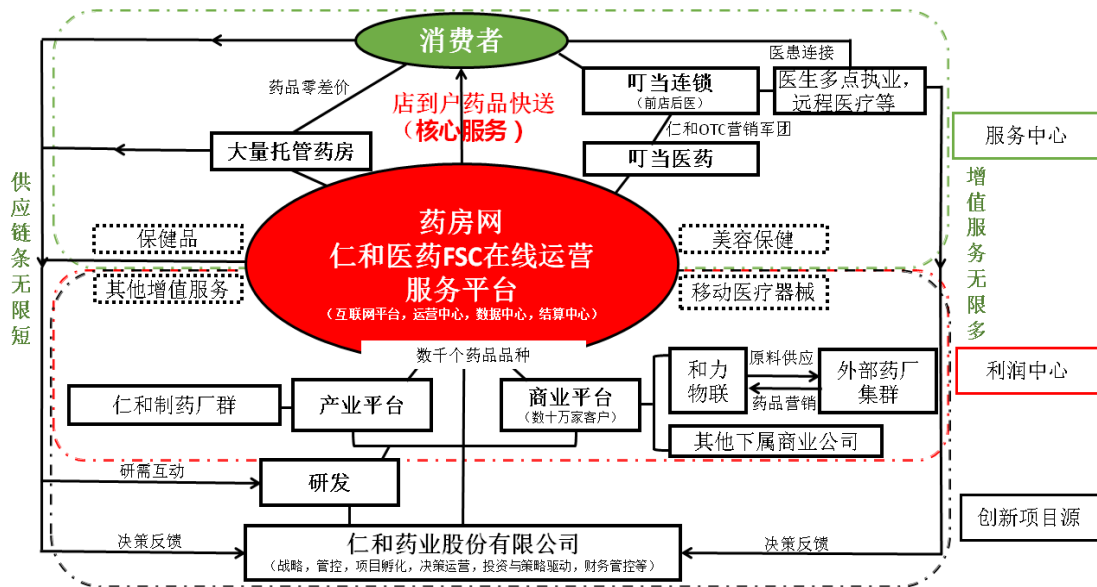 消费者
医患连接
药品零差价
叮当连锁
（前店后医）
医生多点执业，
远程医疗等
店到户药品快送
（核心服务）
仁和OTC营销军团
服务中心
大量托管药房
叮当医药
供应链条无限短
增值服务无限多
药房网
仁和医药FSC在线运营
服务平台
（互联网平台，运营中心，数据中心，结算中心）
保健品
美容保健
其他增值服务
移动医疗器械
数千个药品品种
和力
物联
原料供应
药品营销
外部药厂
集群
利润中心
仁和制药厂群
产业平台
商业平台
（数十万家客户）
其他下属商业公司
研需互动
研发
创新项目源
决策反馈
仁和药业股份有限公司
（战略，管控，项目孵化，决策运营，投资与策略驱动，财务管控等）
决策反馈